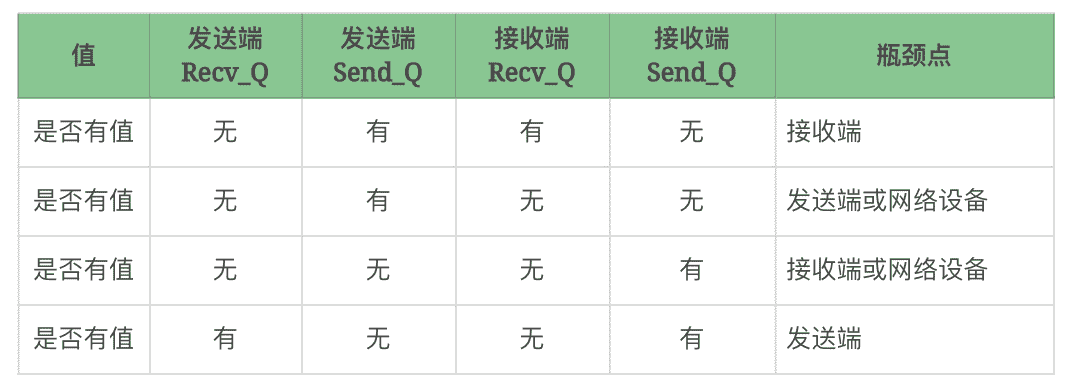 值 发送端 Recv_Q 发送端 Send_Q 接收端 Recv_Q 接收端 Send_Q 瓶颈点
是否有值 无 有 有 无 接收端
是否有值 无 有 无 无 发送端或网络设备
是否有值 无 无 无 有 接收端或网络设备
是否有值 有 无 无 有 发送端